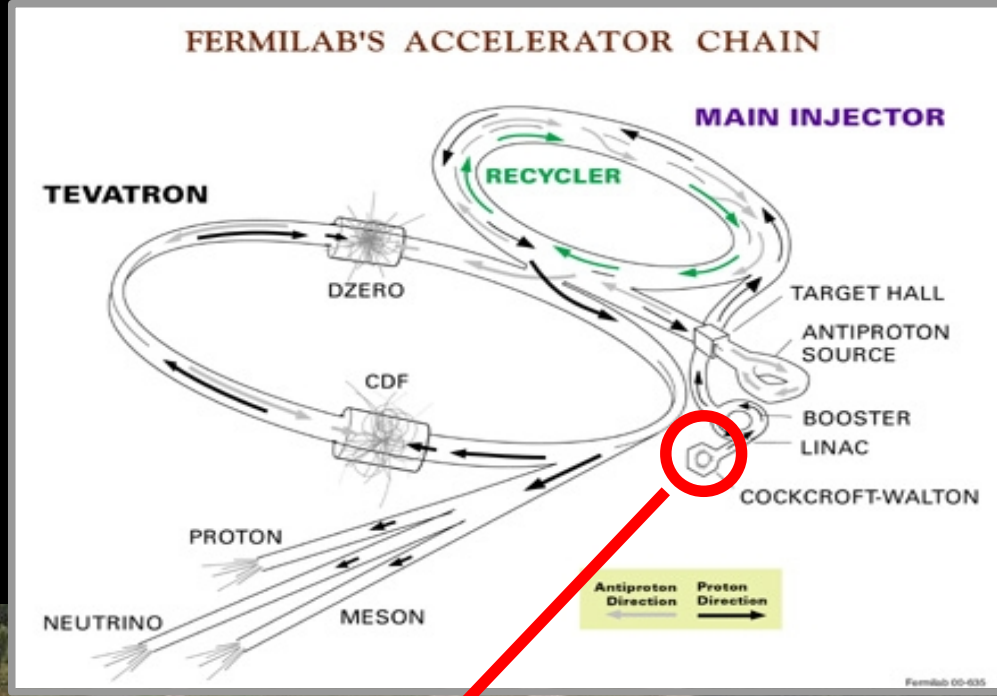 FERMILAB'S ACCELERATOR CHAIN
MAIN INJECTOR
RECYCLER
TEVATRON
DZERO
TARGET HALL
ANTIPROTON
SOURCE
CDF
BOOSTER
LINAC
COCKCROFT-WALTON
PROTON
NEUTRINO
MESON
Antiproton Proton
Direction Direction
Fermilab 00-635